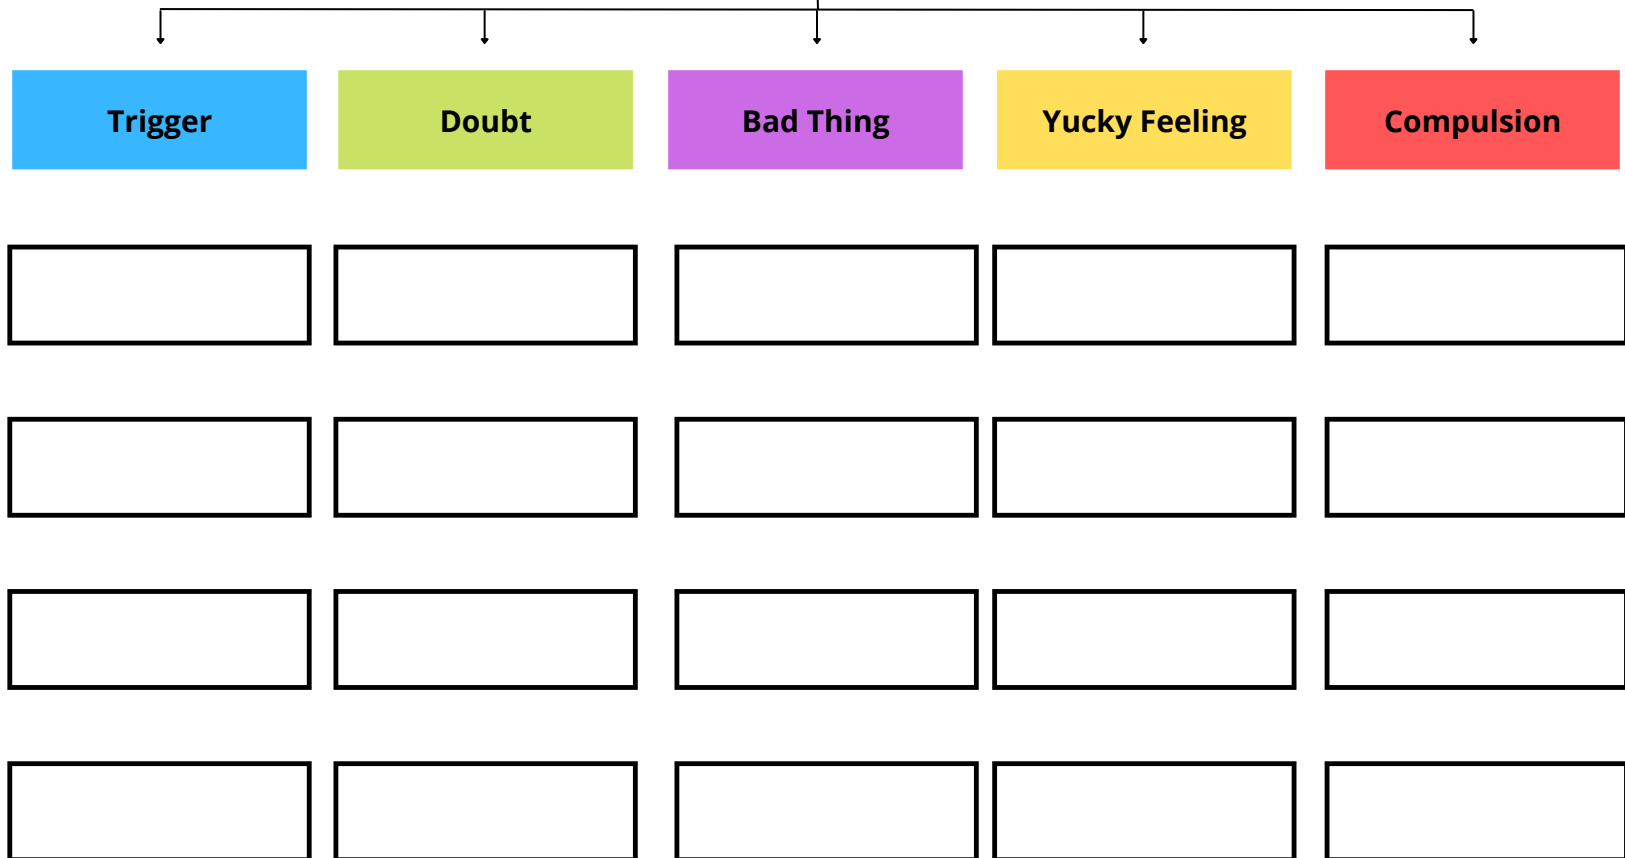 Trigger
Doubt
Bad Thing
Yucky Feeling
Compulsion